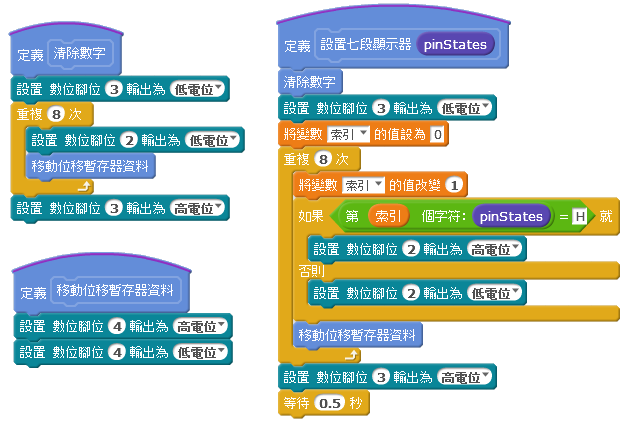 定義 清除數字
設置 數位腳位 3 輸出為 低電位
重複 8 次
設置 數位腳位 2 輸出為 低電位
移動位移暫存器資料
設置 數位腳位 3 輸出為 高電位
定義 移動位移暫存器資料
設置 數位腳位 4 輸出為 高電位
設置 數位腳位 4 輸出為 低電位
定義 設置七段顯示器 pinStates
清除數字
設置 數位腳位 3 輸出為 低電位
將變數 索引 的值設為 0
重複 8 次
將變數 索引 的值改變 1
如果 第 索引 個字符: pinStates = H 就
設置 數位腳位 2 輸出為 高電位
否則
設置 數位腳位 2 輸出為 低電位
移動位移暫存器資料
設置 數位腳位 3 輸出為 高電位
等待 0.5 秒